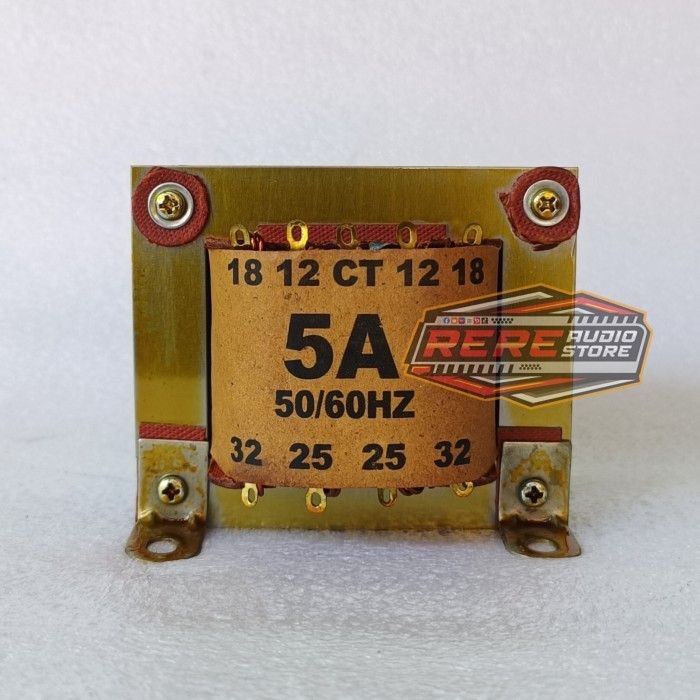 18 12 CT 12 18
5A
50/60HZ
32 25 25 32
RERE AUDIO
STORE